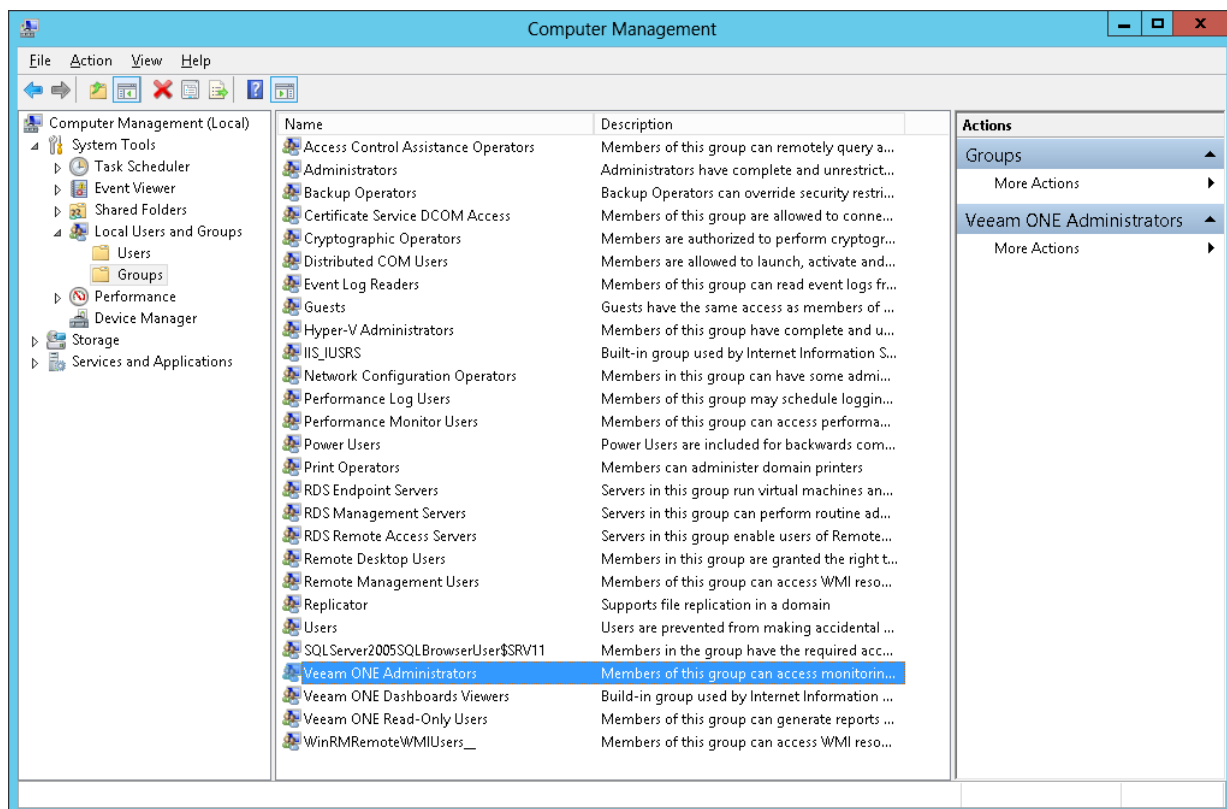 Computer Management
File Action View Help
Computer Management (Local)
System Tools
Task Scheduler
Event Viewer
Shared Folders
Local Users and Groups
Users
Groups
Performance
Device Manager
Storage
Services and Applications
Name Description
Access Control Assistance Operators Members of this group can remotely query a...
Administrators Administrators have complete and unrestrict...
Backup Operators Backup Operators can override security restri...
Certificate Service DCOM Access Members of this group are allowed to conne...
Cryptographic Operators Members are authorized to perform cryptogr...
Distributed COM Users Members are allowed to launch, activate and...
Event Log Readers Members of this group can read event logs fr...
Guests Guests have the same access as members of ...
Hyper-V Administrators Members of this group have complete and u...
IIS_IUSRS Built-in group used by Internet Information S...
Network Configuration Operators Members in this group can have some admi...
Performance Log Users Members of this group may schedule loggin...
Performance Monitor Users Members of this group can access performa...
Power Users Power Users are included for backwards com...
Print Operators Members can administer domain printers
RDS Endpoint Servers Servers in this group run virtual machines an...
RDS Management Servers Servers in this group can perform routine ad...
RDS Remote Access Servers Servers in this group enable users of Remote...
Remote Desktop Users Members in this group are granted the right t...
Remote Management Users Members of this group can access WMI reso...
Replicator Supports file replication in a domain
Users Users are prevented from making accidental ...
SQLServer2005SQLBrowserUser$SRV11 Members in the group have the required acc...
Veeam ONE Administrators Members of this group can access monitorin...
Veeam ONE Dashboards Viewers Build-in group used by Internet Information ...
Veeam ONE Read-Only Users Members of this group can generate reports ...
WinRMRemoteWMIUsers__ Members of this group can access WMI reso...
Actions
Groups
More Actions
Veeam ONE Administrators
More Actions